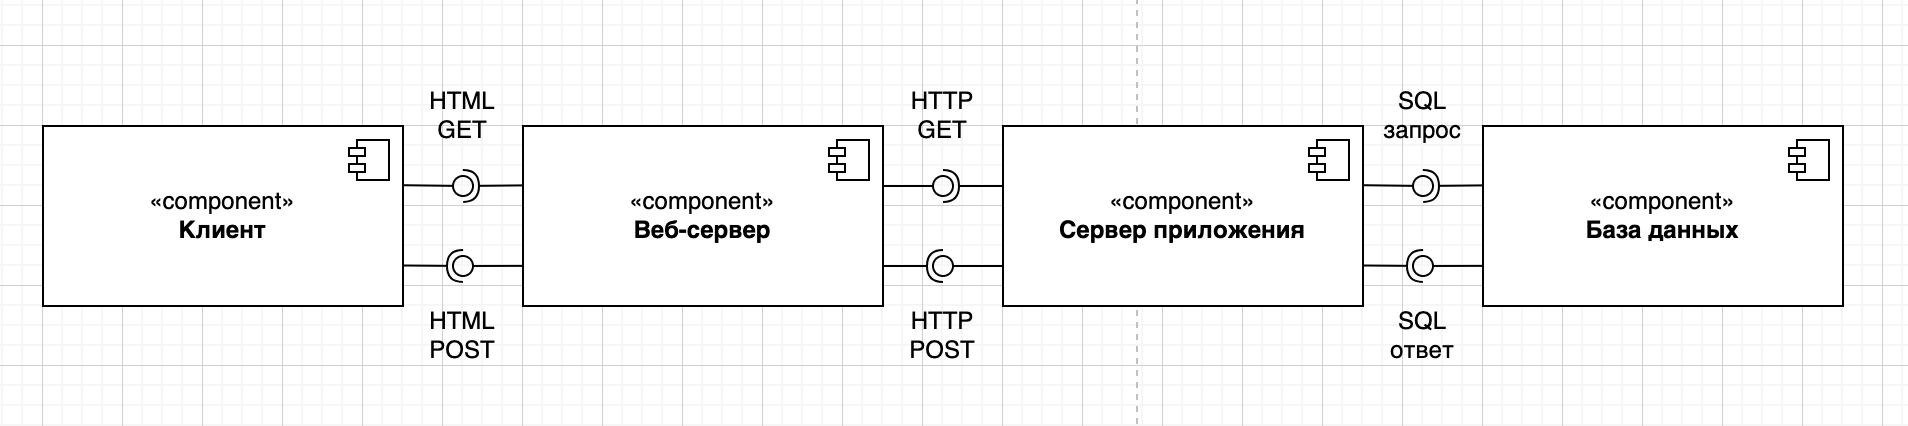 HTML
GET
HTTP
GET
SQL
запрос
«component»
Клиент
«component»
Веб-сервер
«component»
Сервер приложения
«component»
База данных
HTML
POST
HTTP
POST
SQL
ответ